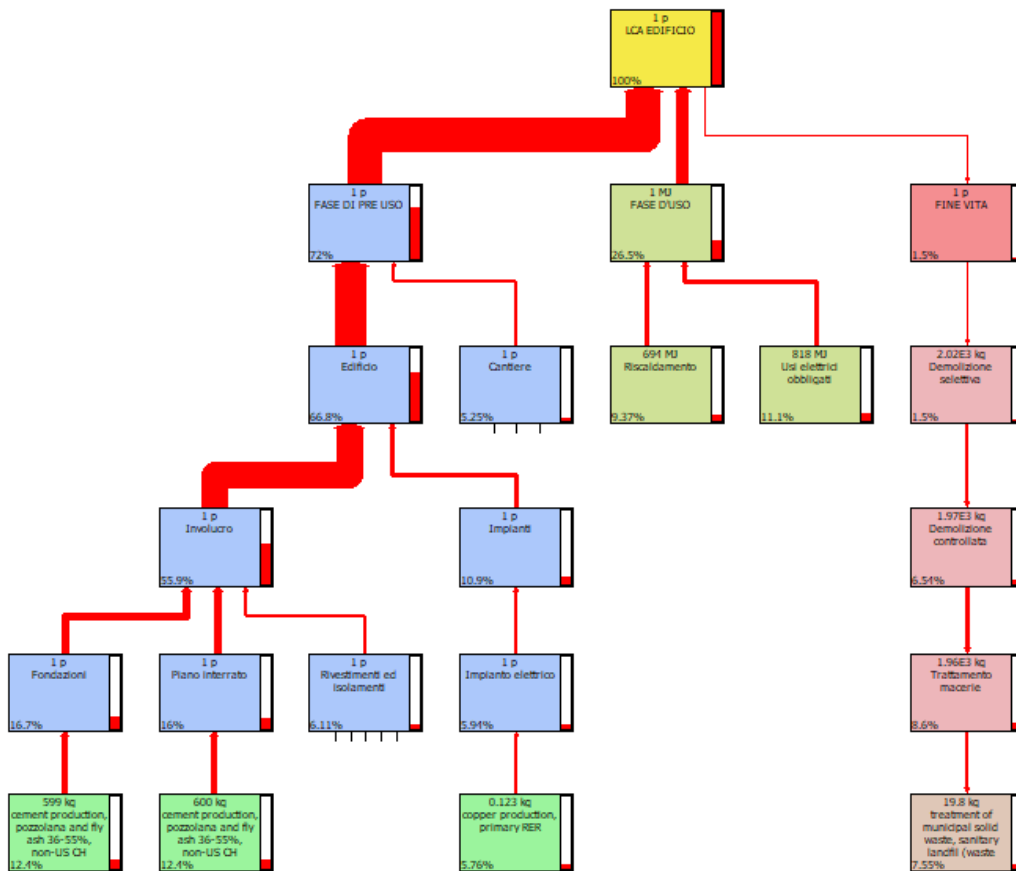 1 p
LCA EDIFICIO
100%
1 p
FASE DI PRE USO
72%
1 MJ
FASE D'USO
26.5%
1 p
FINE VITA
1.5%
1 p
Edificio
66.8%
1 p
Cantiere
5.25%
694 MJ
Riscaldamento
9.37%
818 MJ
Usi elettrici
obbligati
11.1%
2.02E3 kg
Demolizione
selettiva
1.5%
1 p
Involucro
55.9%
1 p
Impianti
10.9%
1.97E3 kg
Demolizione
controllata
6.54%
1 p
Fondazioni
16.7%
1 p
Piano interrato
16%
1 p
Rivestimenti ed
isolamenti
6.11%
1 p
Impianto elettrico
5.94%
1.96E3 kg
Trattamento
macerie
8.6%
599 kg
cement production,
pozzolana and fly
ash 36-55%,
non-US CH
12.4%
600 kg
cement production,
pozzolana and fly
ash 36-55%,
non-US CH
12.4%
0.123 kg
copper production,
primary RER
5.76%
19.8 kg
treatment of
municipal solid
waste, sanitary
landfil (waste
7.55%